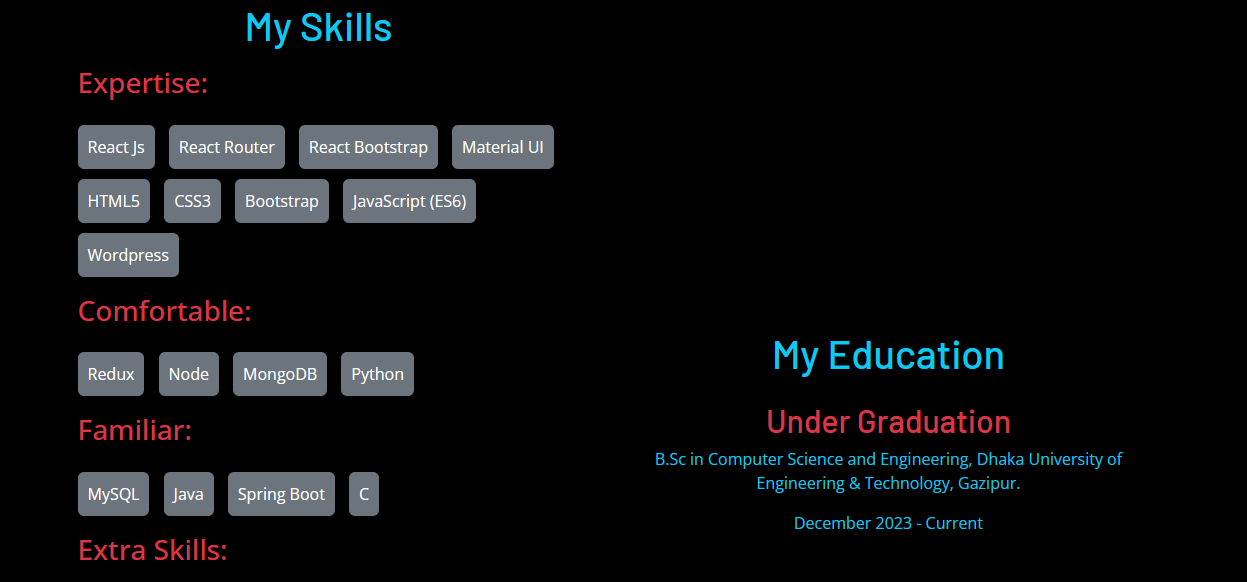 My Skills
Expertise:
React Js React Router React Bootstrap Material UI
HTML5 CSS3 Bootstrap JavaScript (ES6)
Wordpress
Comfortable:
Redux Node MongoDB Python
Familiar:
MySQL Java Spring Boot C
Extra Skills:
My Education
Under Graduation
B.Sc in Computer Science and Engineering, Dhaka University of
Engineering & Technology, Gazipur.
December 2023 - Current